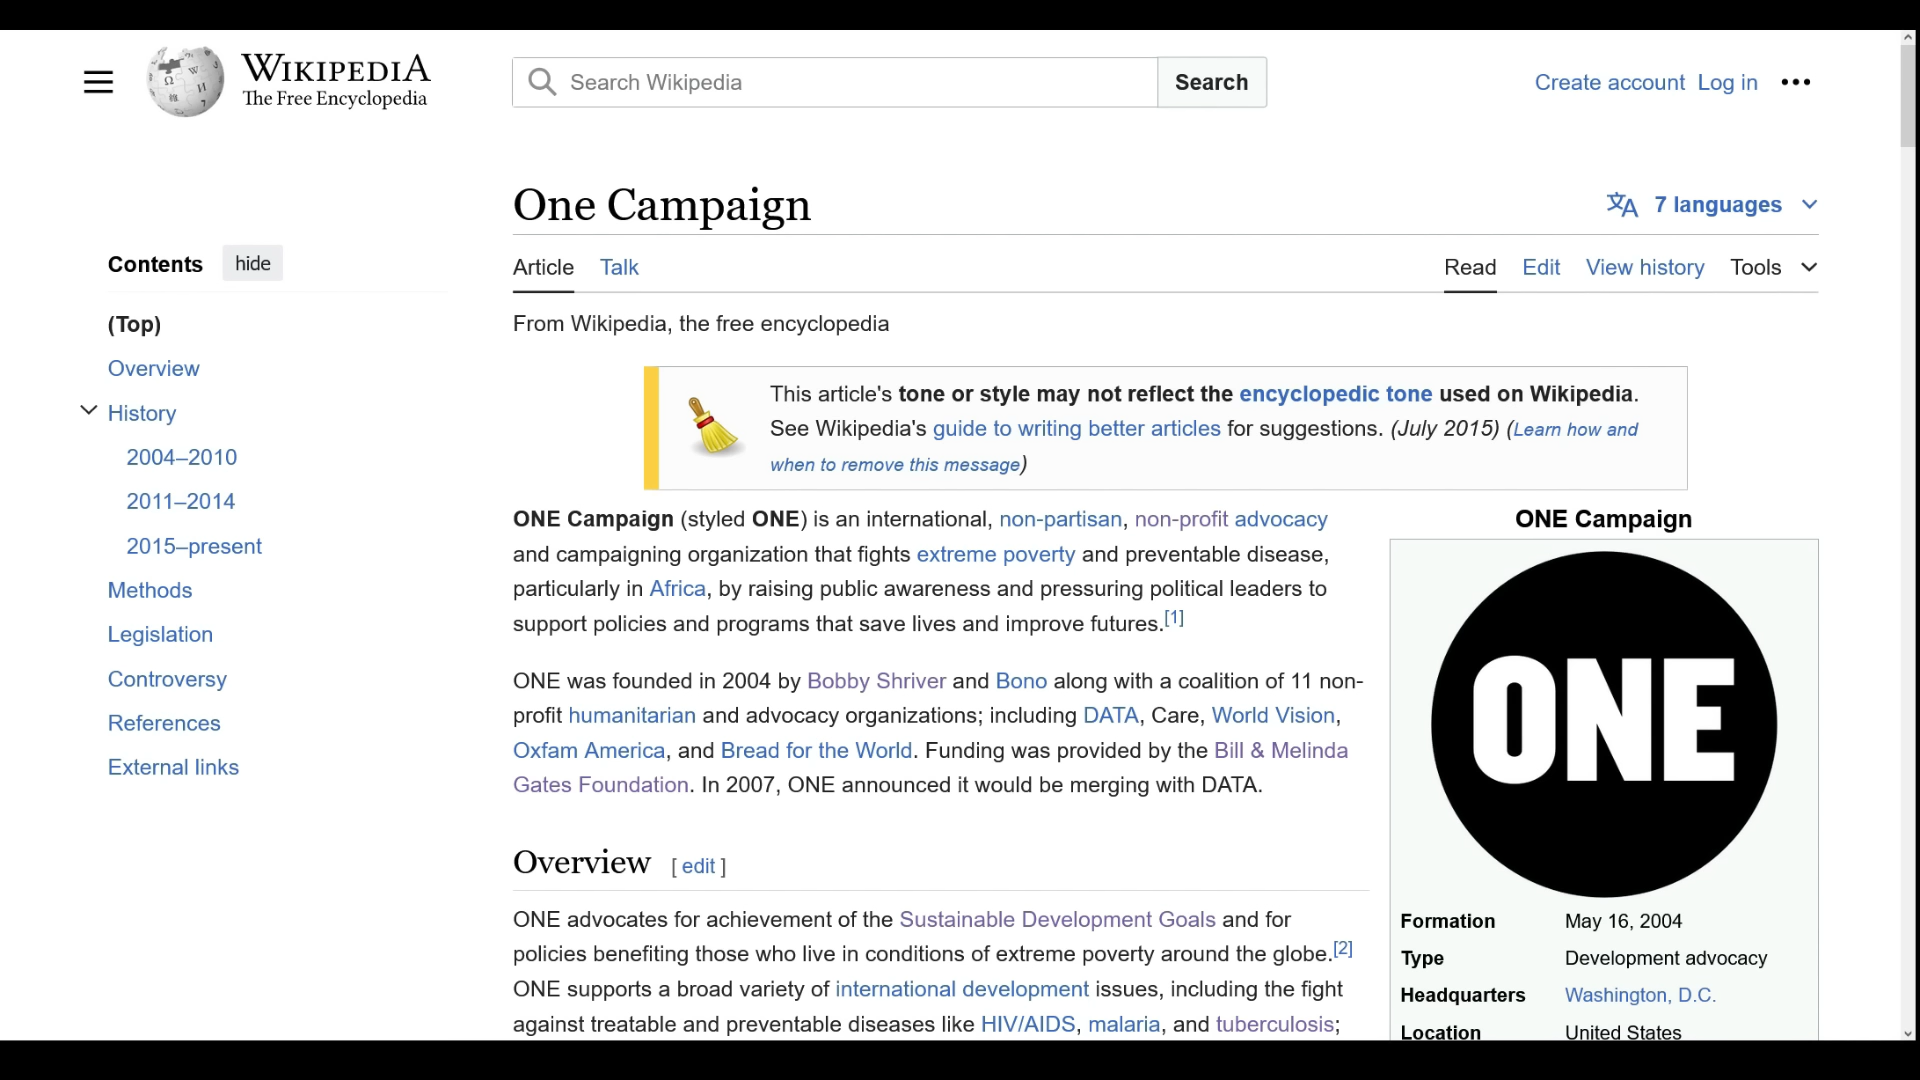 WIKIPEDIA
The Free Encyclopedia
Search Wikipedia
Search
Create account Log in
One Campaign
7 languages
Contents hide
Article Talk
Read Edit View history Tools
(Top)
Overview
History
2004–2010
2011–2014
2015–present
Methods
Legislation
Controversy
References
External links
From Wikipedia, the free encyclopedia
This article's tone or style may not reflect the encyclopedic tone used on Wikipedia.
See Wikipedia's guide to writing better articles for suggestions. (July 2015) (Learn how and
when to remove this message)
ONE Campaign (styled ONE) is an international, non-partisan, non-profit advocacy
and campaigning organization that fights extreme poverty and preventable disease,
particularly in Africa, by raising public awareness and pressuring political leaders to
support policies and programs that save lives and improve futures.[1]
ONE was founded in 2004 by Bobby Shriver and Bono along with a coalition of 11 non-
profit humanitarian and advocacy organizations; including DATA, Care, World Vision,
Oxfam America, and Bread for the World. Funding was provided by the Bill & Melinda
Gates Foundation. In 2007, ONE announced it would be merging with DATA.
Overview [ edit ]
ONE advocates for achievement of the Sustainable Development Goals and for
policies benefiting those who live in conditions of extreme poverty around the globe.[2]
ONE supports a broad variety of international development issues, including the fight
against treatable and preventable diseases like HIV/AIDS, malaria, and tuberculosis;
ONE Campaign
ONE
Formation May 16, 2004
Type Development advocacy
Headquarters Washington, D.C.
Location United States